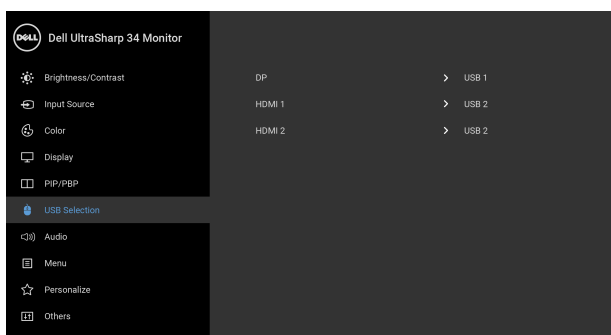 DELL Dell UltraSharp 34 Monitor
Brightness/Contrast DP USB 1
Input Source HDMI 1 USB 2
Color HDMI 2 USB 2
Display
PIP/PBP
USB Selection
Audio
Menu
Personalize
Others